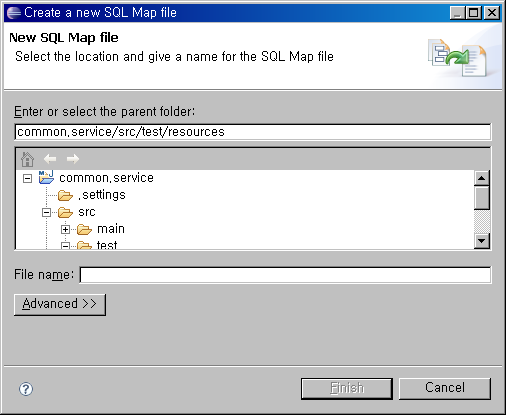 Create a new SQL Map file
New SQL Map file
Select the location and give a name for the SQL Map file
Enter or select the parent folder:
common.service/src/test/resources
common.service
.settings
src
main
test
File name:
Advanced >>
Finish
Cancel